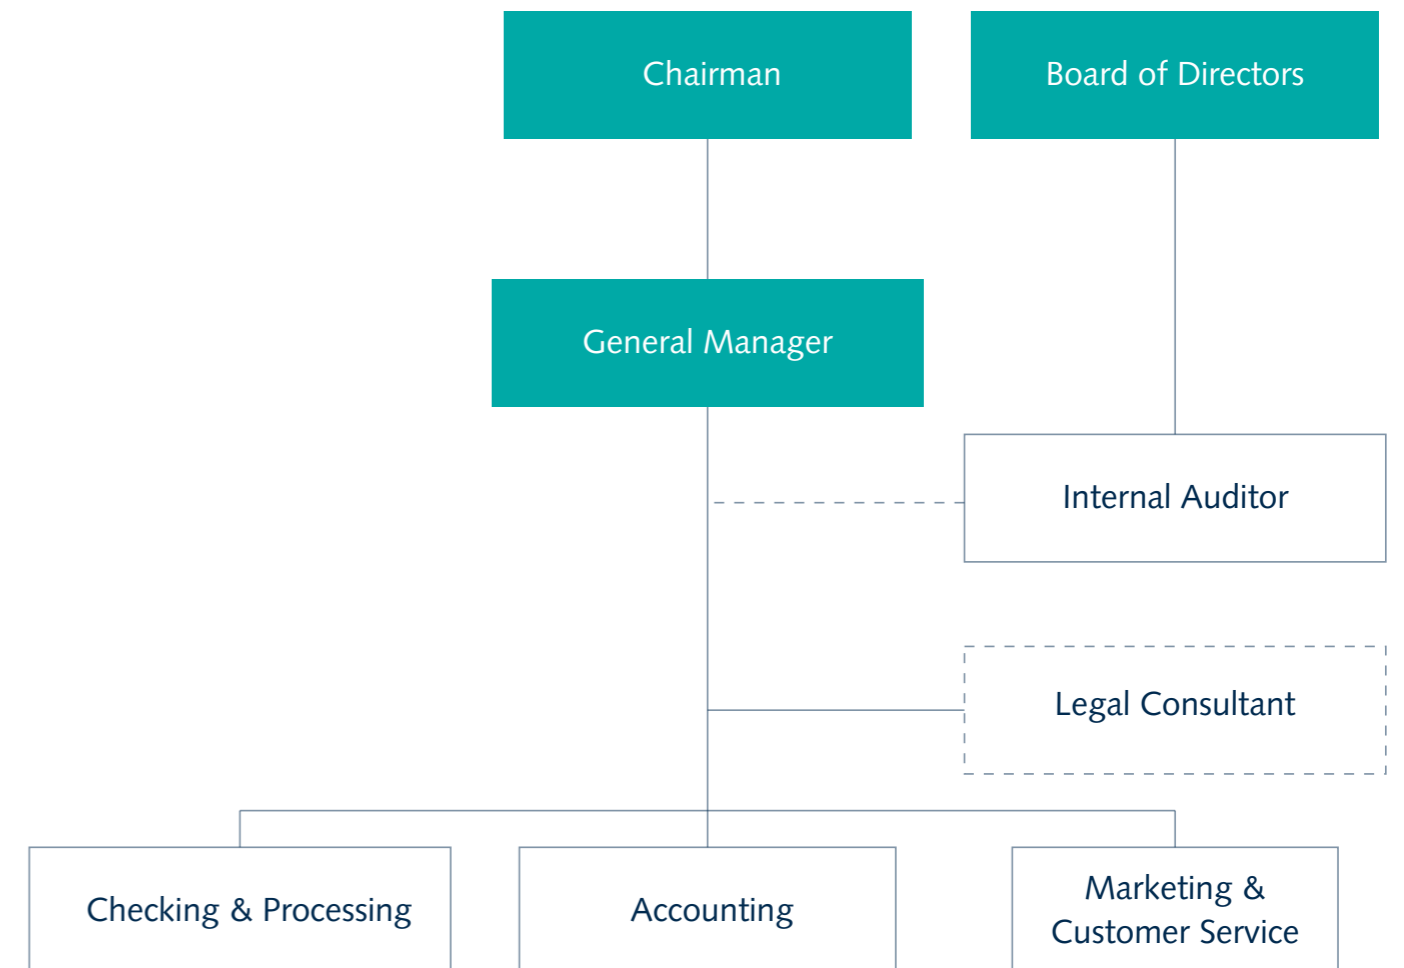 Chairman
Board of Directors
General Manager
Internal Auditor
Legal Consultant
Checking & Processing
Accounting
Marketing &
Customer Service